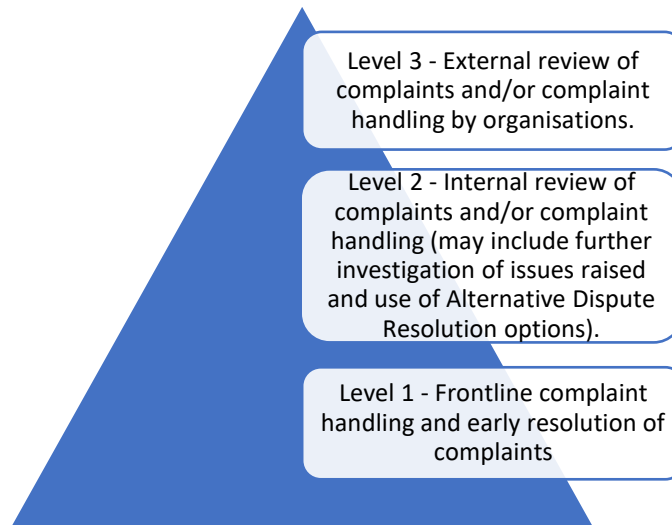 Level 3 - External review of
complaints and/or complaint
handling by organisations.
Level 2 - Internal review of
complaints and/or complaint
handling (may include further
investigation of issues raised
and use of Alternative Dispute
Resolution options).
Level 1 - Frontline complaint
handling and early resolution of
complaints